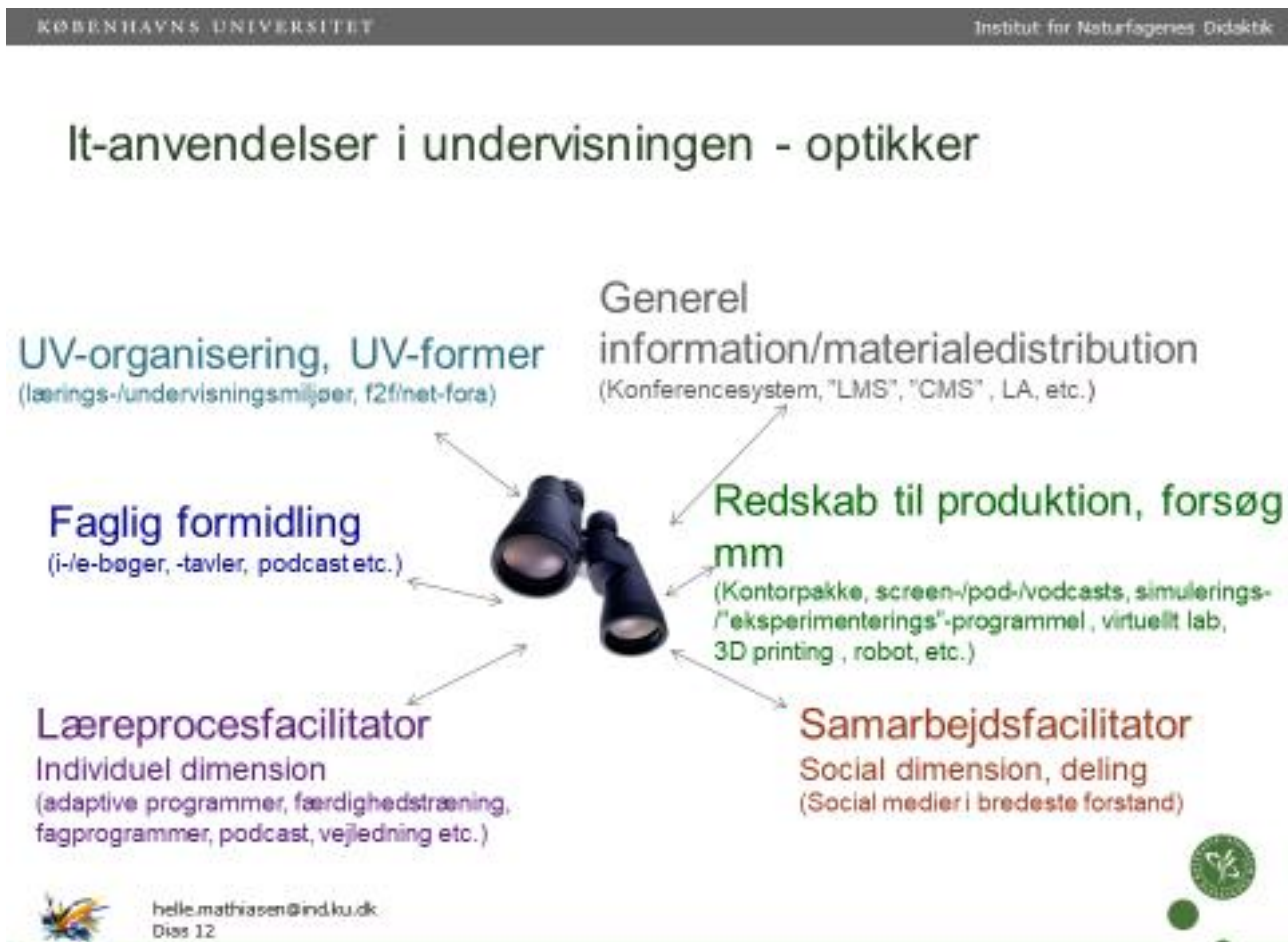 KØBENHAVNS UNIVERSITET
Institut for Naturfagenes Didaktik
It-anvendelser i undervisningen - optikker
UV-organisering, UV-former
(lærings-/undervisningsmiljøer, f2f/net-fora)
Generel
information/materialedistribution
(Konferencesystem, "LMS", "CMS" , LA, etc.)
Faglig formidling
(i-/e-bøger, -tavler, podcast etc.)
Redskab til produktion, forsøg
mm
(Kontorpakke, screen-/pod-/vodcasts, simulerings-
/"eksperimenterings"-programmel , virtuellt lab,
3D printing , robot, etc.)
Læreprocesfacilitator
Individuel dimension
(adaptive programmer, færdighedstræning,
fagprogrammer, podcast, vejledning etc.)
Samarbejdsfacilitator
Social dimension, deling
(Social medier i bredeste forstand)
helle.mathiasen@ind.ku.dk
Dias 12